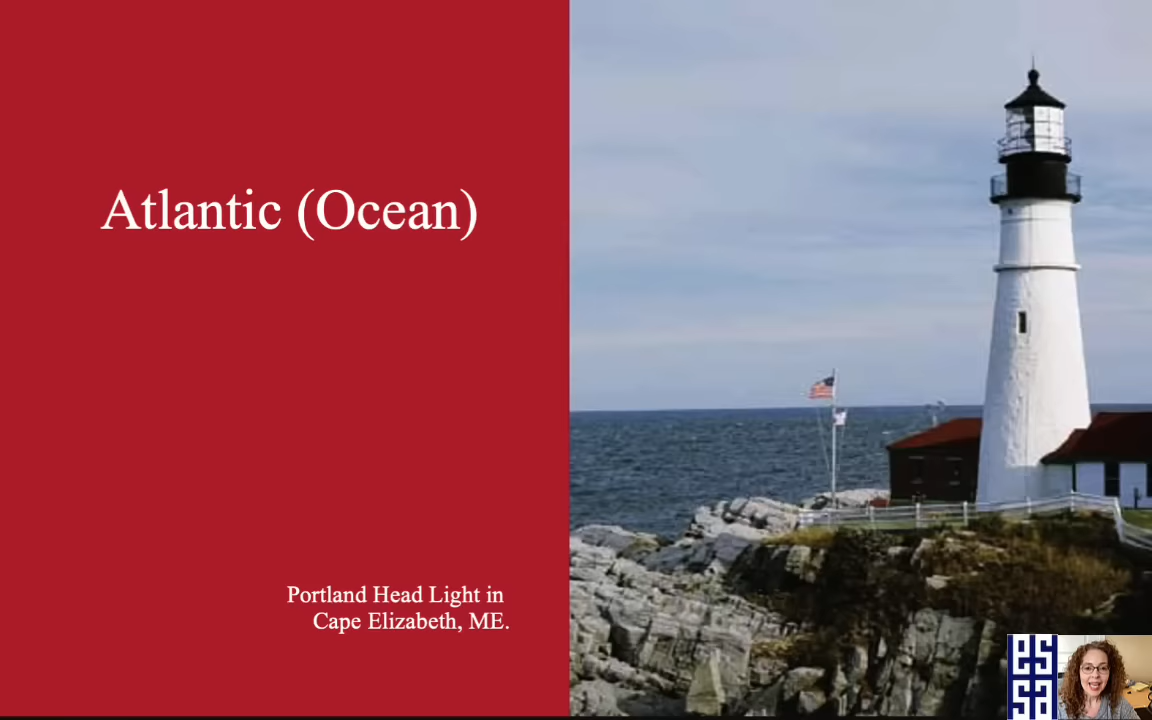 Atlantic (Ocean)
Portland Head Light in
Cape Elizabeth, ME.